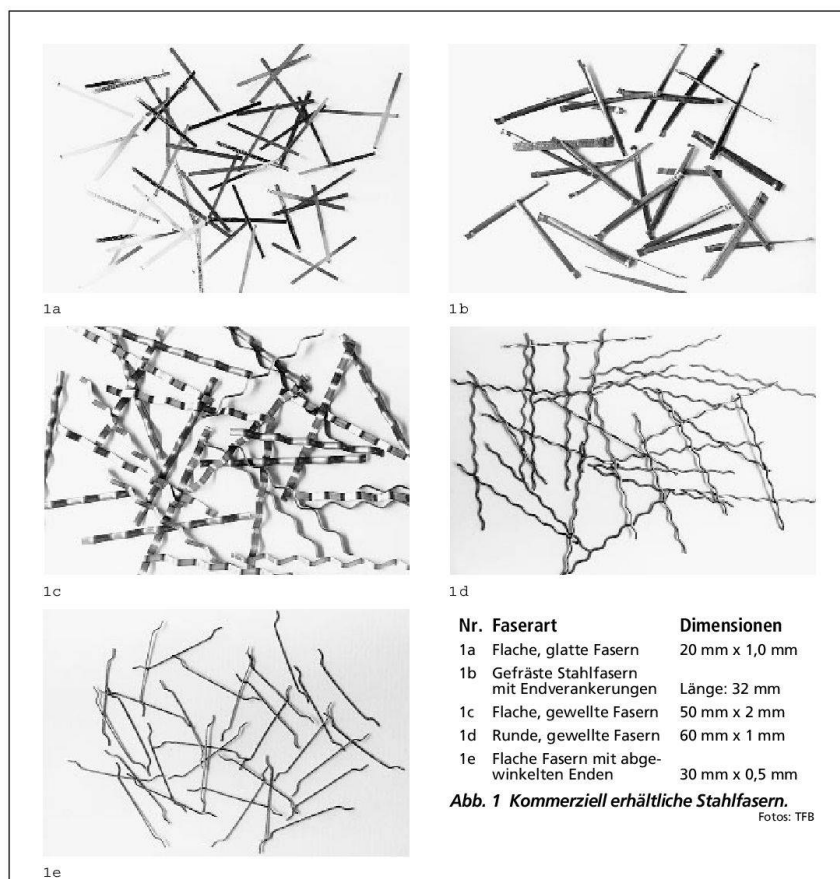 1a
1b
1c
1d
Nr. Faserart Dimensionen
1a Flache, glatte Fasern 20 mm x 1,0 mm
1b Gefräste Stahlfasern
mit Endverankerungen Länge: 32 mm
1c Flache, gewellte Fasern 50 mm x 2 mm
1d Runde, gewellte Fasern 60 mm x 1 mm
1e Flache Fasern mit abge-
winkelten Enden 30 mm x 0,5 mm
Abb. 1 Kommerziell erhältliche Stahlfasern.
Fotos: TFB
1e